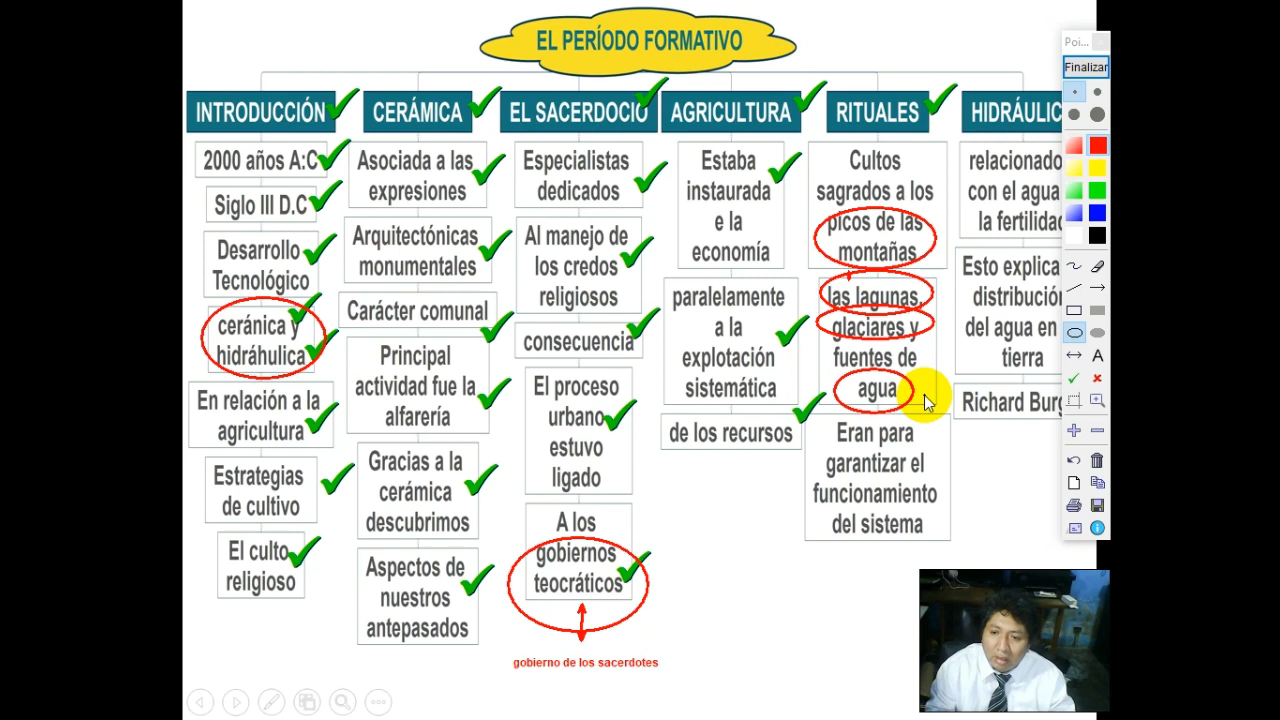 EL PERÍODO FORMATIVO
INTRODUCCIÓN
2000 años A:C
Siglo III D.C
Desarrollo
Tecnológico
ceránica y
hidráhulica
En relación a la
agricultura
Estrategias
de cultivo
El culto
religioso
CERÁMICA
Asociada a las
expresiones
Arquitectónicas
monumentales
Carácter comunal
Principal
actividad fue la
alfarería
Gracias a la
cerámica
descubrimos
Aspectos de
nuestros
antepasados
EL SACERDOCIO
Especialistas
dedicados
Al manejo de
los credos
religiosos
consecuencia
El proceso
urbano
estuvo
ligado
A los
gobiernos
teocráticos
gobierno de los sacerdotes
AGRICULTURA
Estaba
instaurada
e la
economía
paralelamente
a la
explotación
sistemática
de los recursos
RITUALES
Cultos
sagrados a los
picos de las
montañas
las lagunas,
glaciares y
fuentes de
agua
Eran para
garantizar el
funcionamiento
del sistema
HIDRÁULIC
relacionado
con el agua
la fertilidad
Esto explica
distribución
del agua en
tierra
Richard Burg
Poi...
Finalizar
A